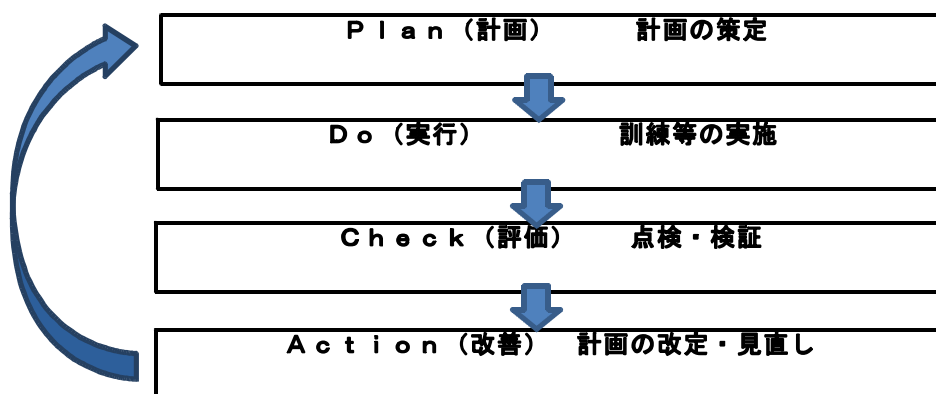 Ｐｌａｎ（計画）　　　計画の策定
Ｄｏ（実行）　　　　　訓練等の実施
Ｃｈｅｃｋ（評価）　　点検・検証
Ａｃｔｉｏｎ（改善）　計画の改定・見直し